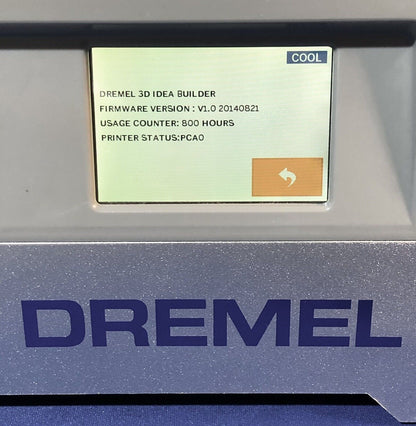 COOL
DREMEL 3D IDEA BUILDER
FIRMWARE VERSION : V1.0 20140821
USAGE COUNTER: 800 HOURS
PRINTER STATUS:PCA0
DREMEL